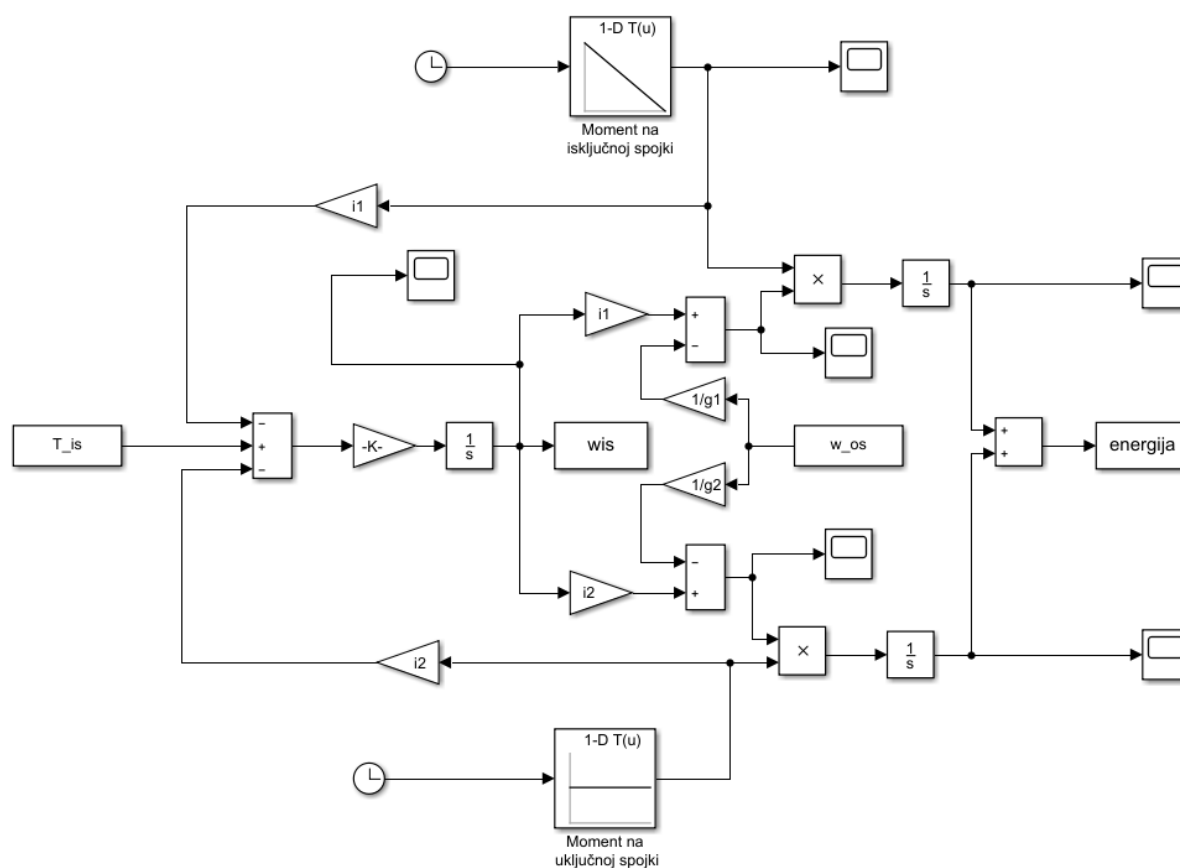 1-D T(u)
Moment na
isključnoj spojki
i1
×
1
s
i1
+
−
1/g1
−
+
−
T_is
-K-
1
s
wis
w_os
+
+
energija
1/g2
−
+
i2
i2
×
1
s
1-D T(u)
Moment na
uključnoj spojki